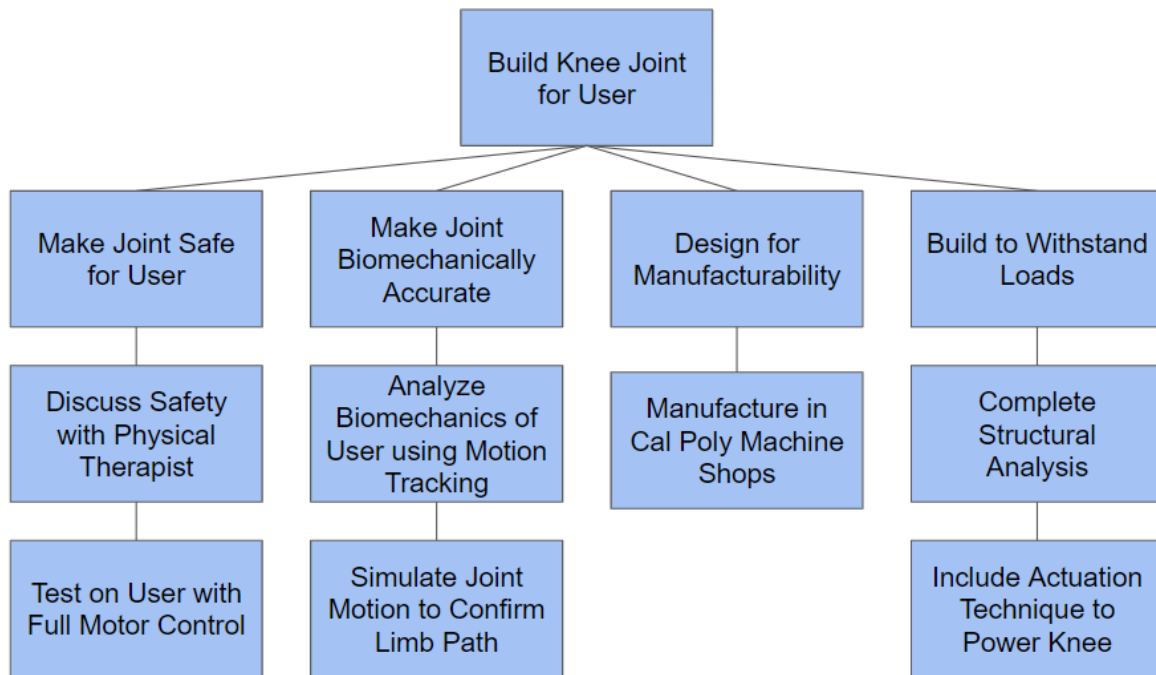 Build Knee Joint
for User
Make Joint Safe
for User
Make Joint
Biomechanically
Accurate
Design for
Manufacturability
Build to Withstand
Loads
Discuss Safety
with Physical
Therapist
Analyze
Biomechanics of
User using Motion
Tracking
Manufacture in
Cal Poly Machine
Shops
Complete
Structural
Analysis
Test on User with
Full Motor Control
Simulate Joint
Motion to Confirm
Limb Path
Include Actuation
Technique to
Power Knee